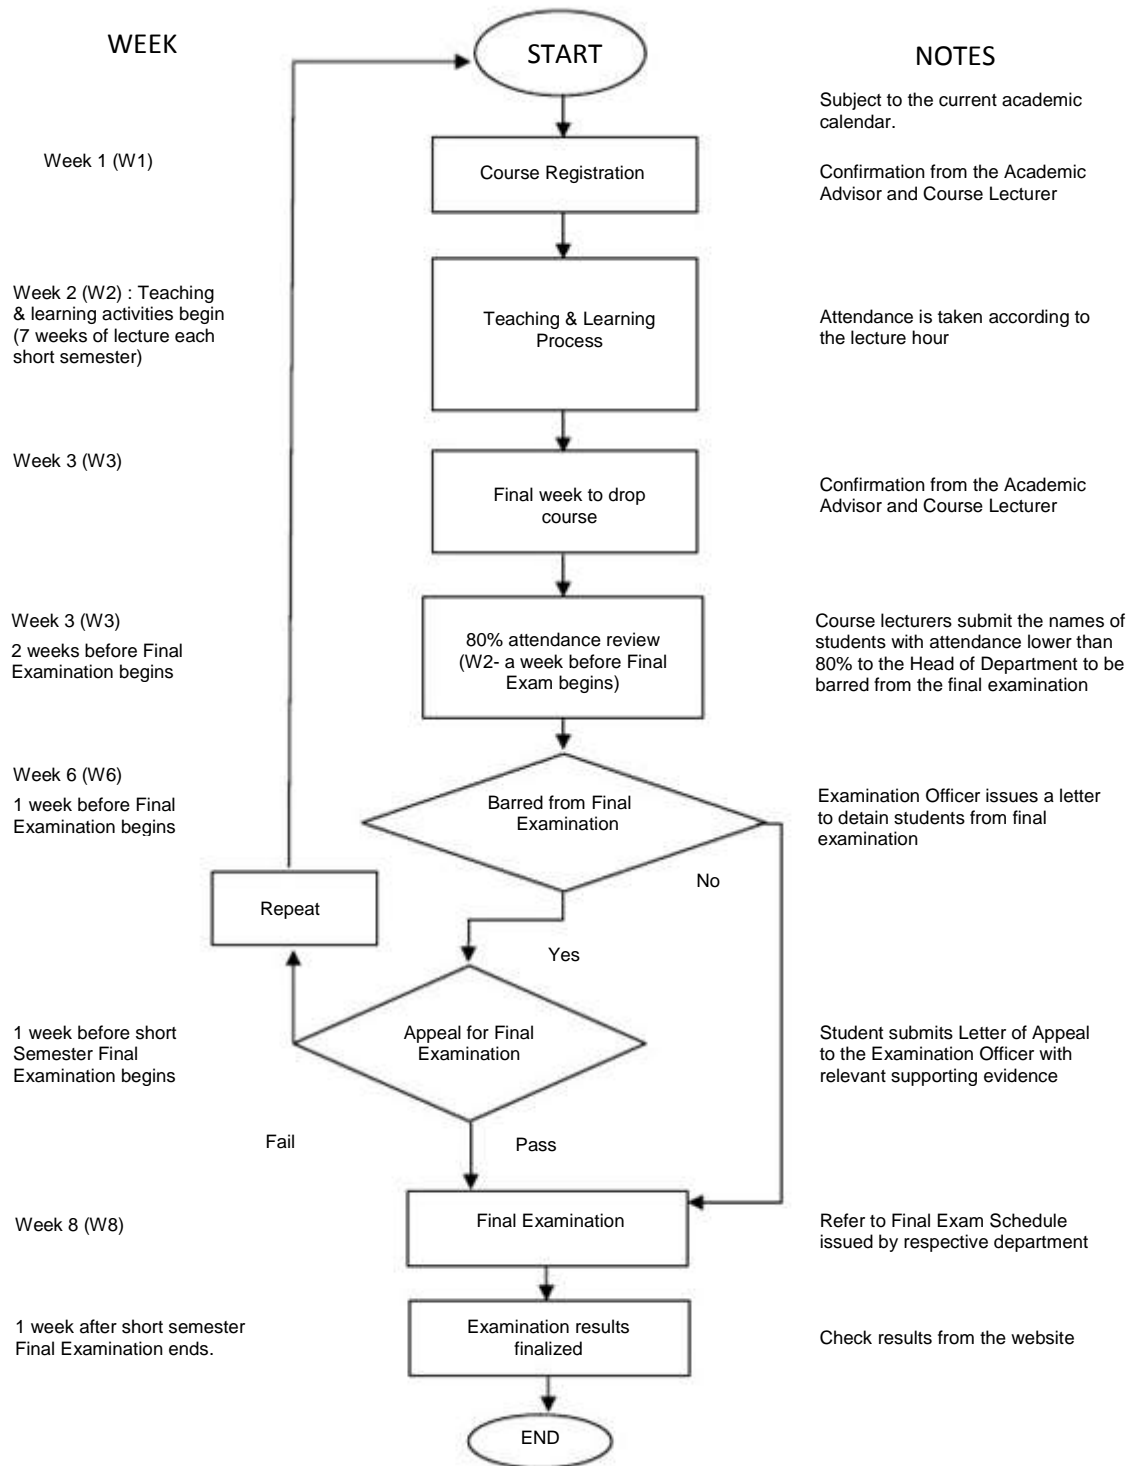 WEEK
START
NOTES
Subject to the current academic
calendar.
Week 1 (W1)
Course Registration
Confirmation from the Academic
Advisor and Course Lecturer
Week 2 (W2) : Teaching
& learning activities begin
(7 weeks of lecture each
short semester)
Teaching & Learning
Process
Attendance is taken according to
the lecture hour
Week 3 (W3)
Final week to drop
course
Confirmation from the Academic
Advisor and Course Lecturer
Week 3 (W3)
2 weeks before Final
Examination begins
80% attendance review
(W2- a week before Final
Exam begins)
Course lecturers submit the names of
students with attendance lower than
80% to the Head of Department to be
barred from the final examination
Week 6 (W6)
1 week before Final
Examination begins
Barred from Final
Examination
Examination Officer issues a letter
to detain students from final
examination
No
Repeat
Yes
1 week before short
Semester Final
Examination begins
Appeal for Final
Examination
Student submits Letter of Appeal
to the Examination Officer with
relevant supporting evidence
Fail
Pass
Week 8 (W8)
Final Examination
Refer to Final Exam Schedule
issued by respective department
1 week after short semester
Final Examination ends.
Examination results
finalized
Check results from the website
END